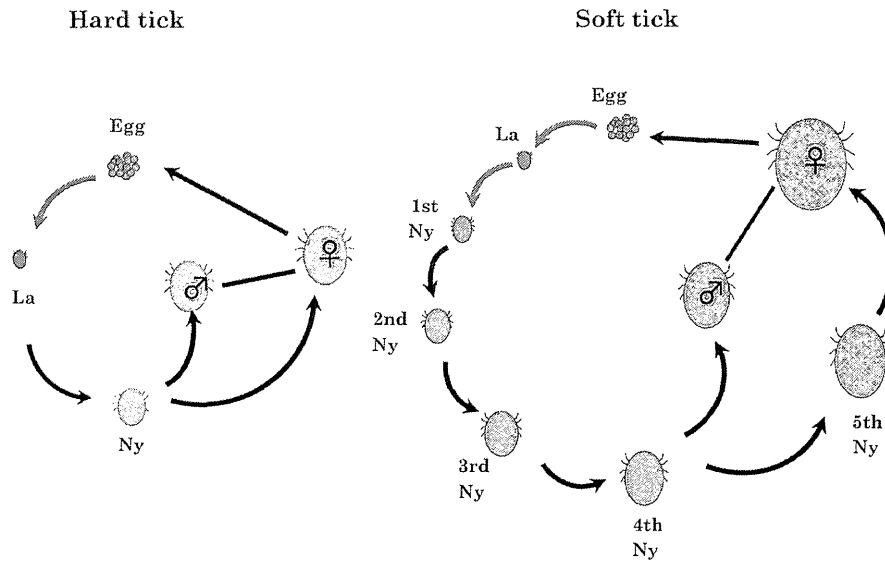 Hard tick
Egg
La
♂
♀
Ny
Soft tick
Egg
La
1st
Ny
2nd
Ny
3rd
Ny
4th
Ny
5th
Ny
♂
♀